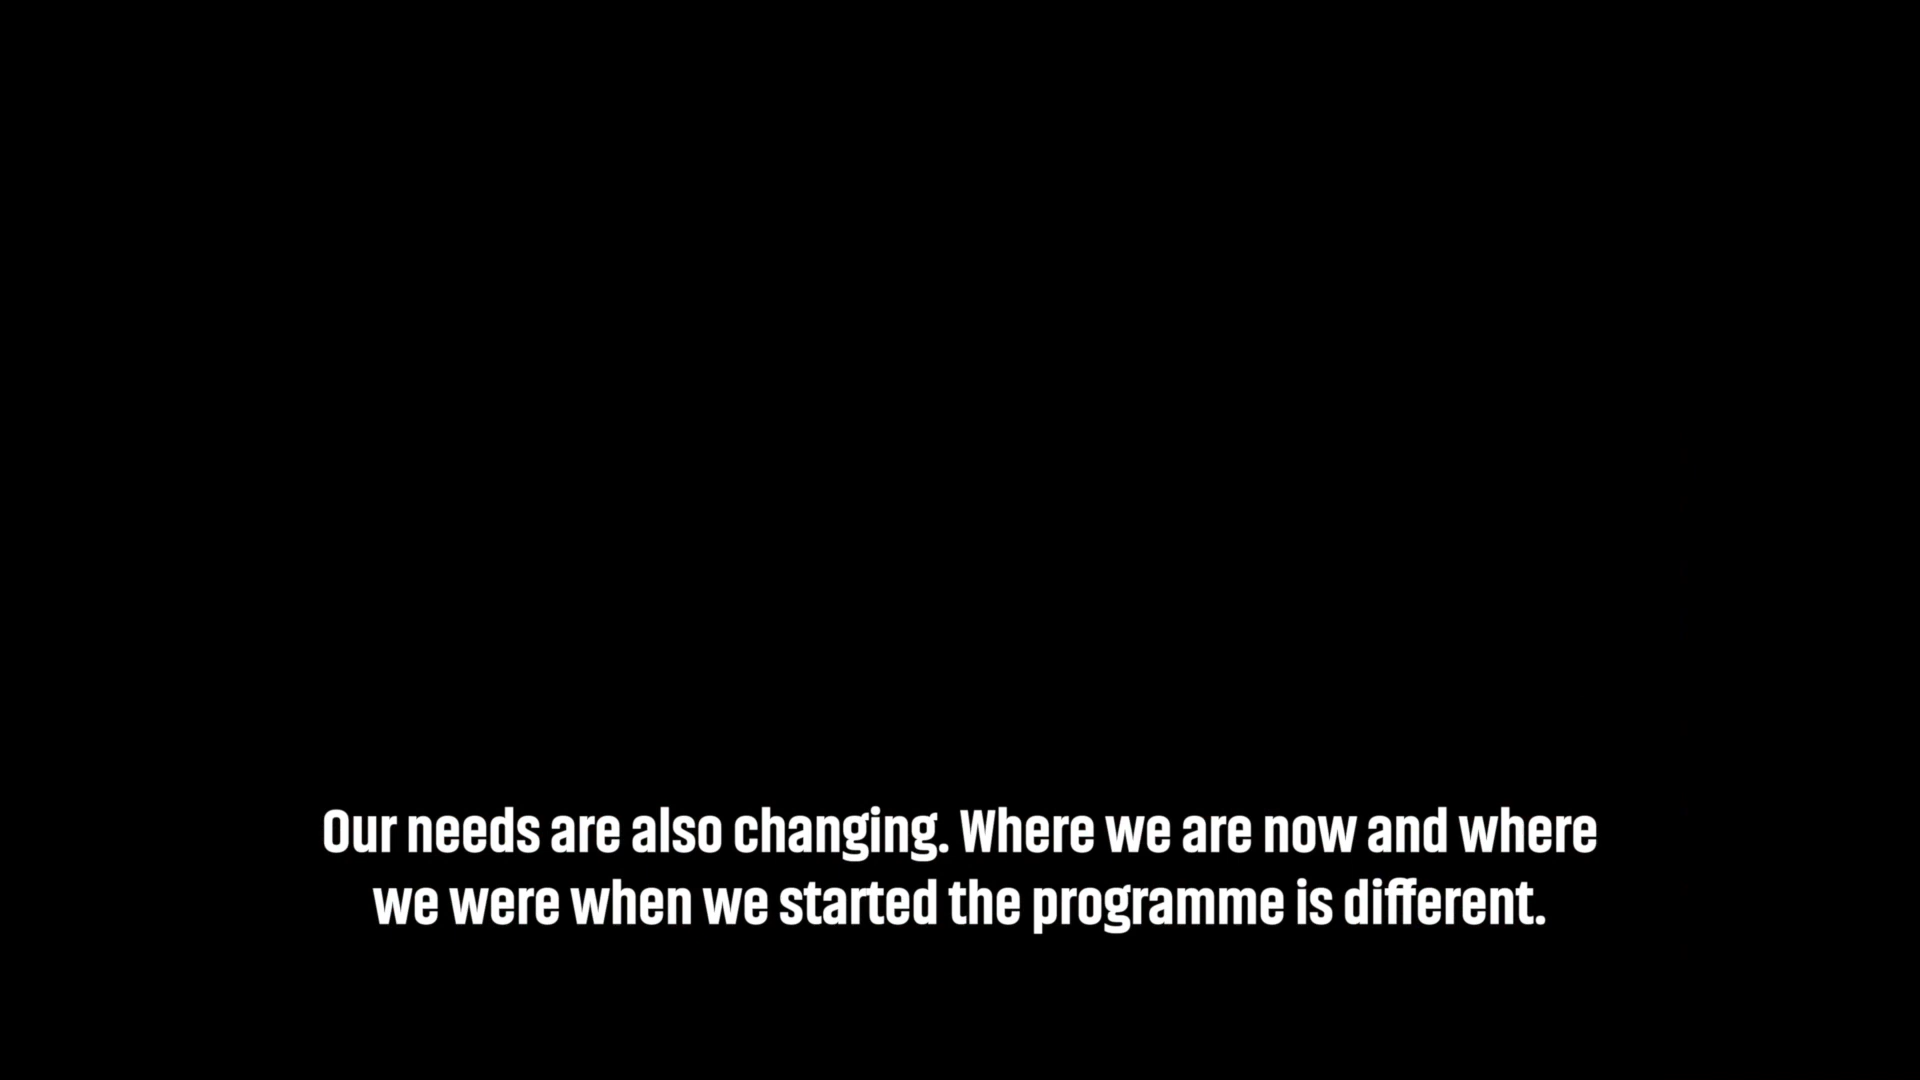 Our needs are also changing. Where we are now and where
we were when we started the programme is different.